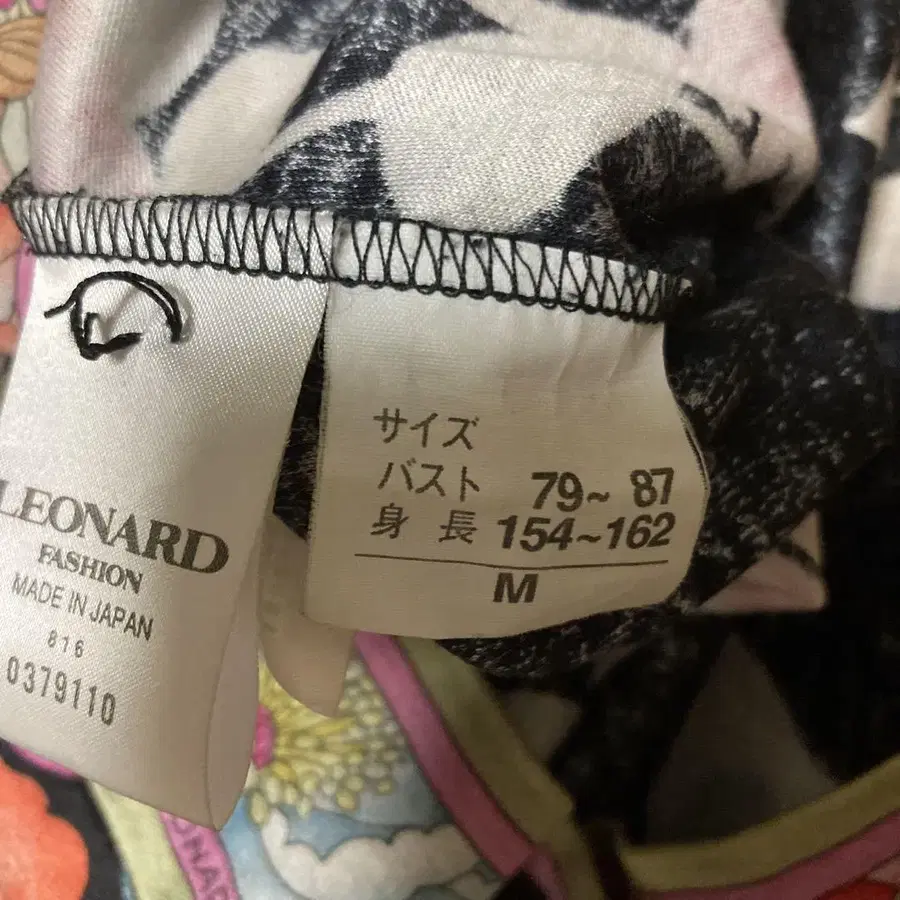 LEONARD
FASHION
MADE IN JAPAN
816
0379110
サイズ
バスト 79~ 87
身 長 154~162
M